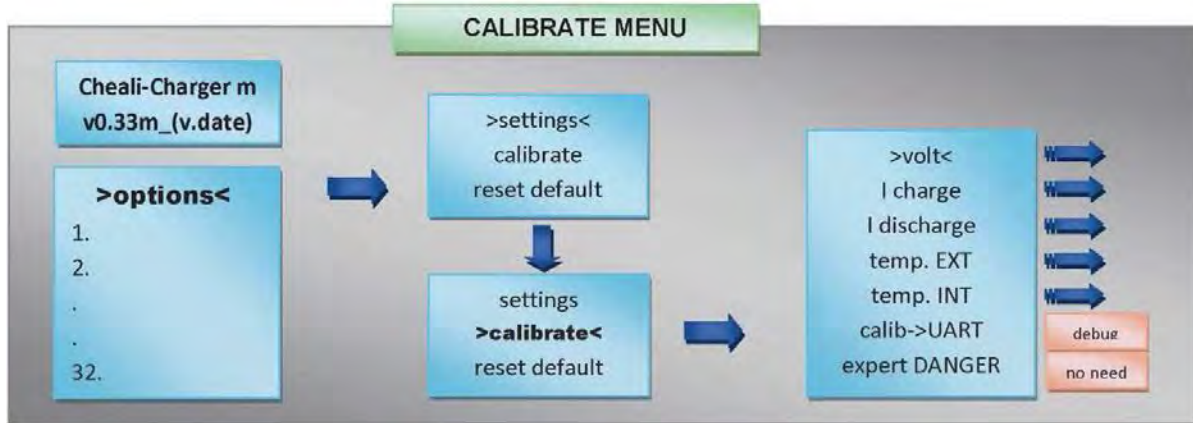 CALIBRATE MENU
Cheali-Charger m
v0.33m_(v.date)
>options<
1.
2.
.
.
32.
>settings<
calibrate
reset default
settings
>calibrate<
reset default
>volt<
I charge
I discharge
temp. EXT
temp. INT
calib->UART
debug
expert DANGER
no need